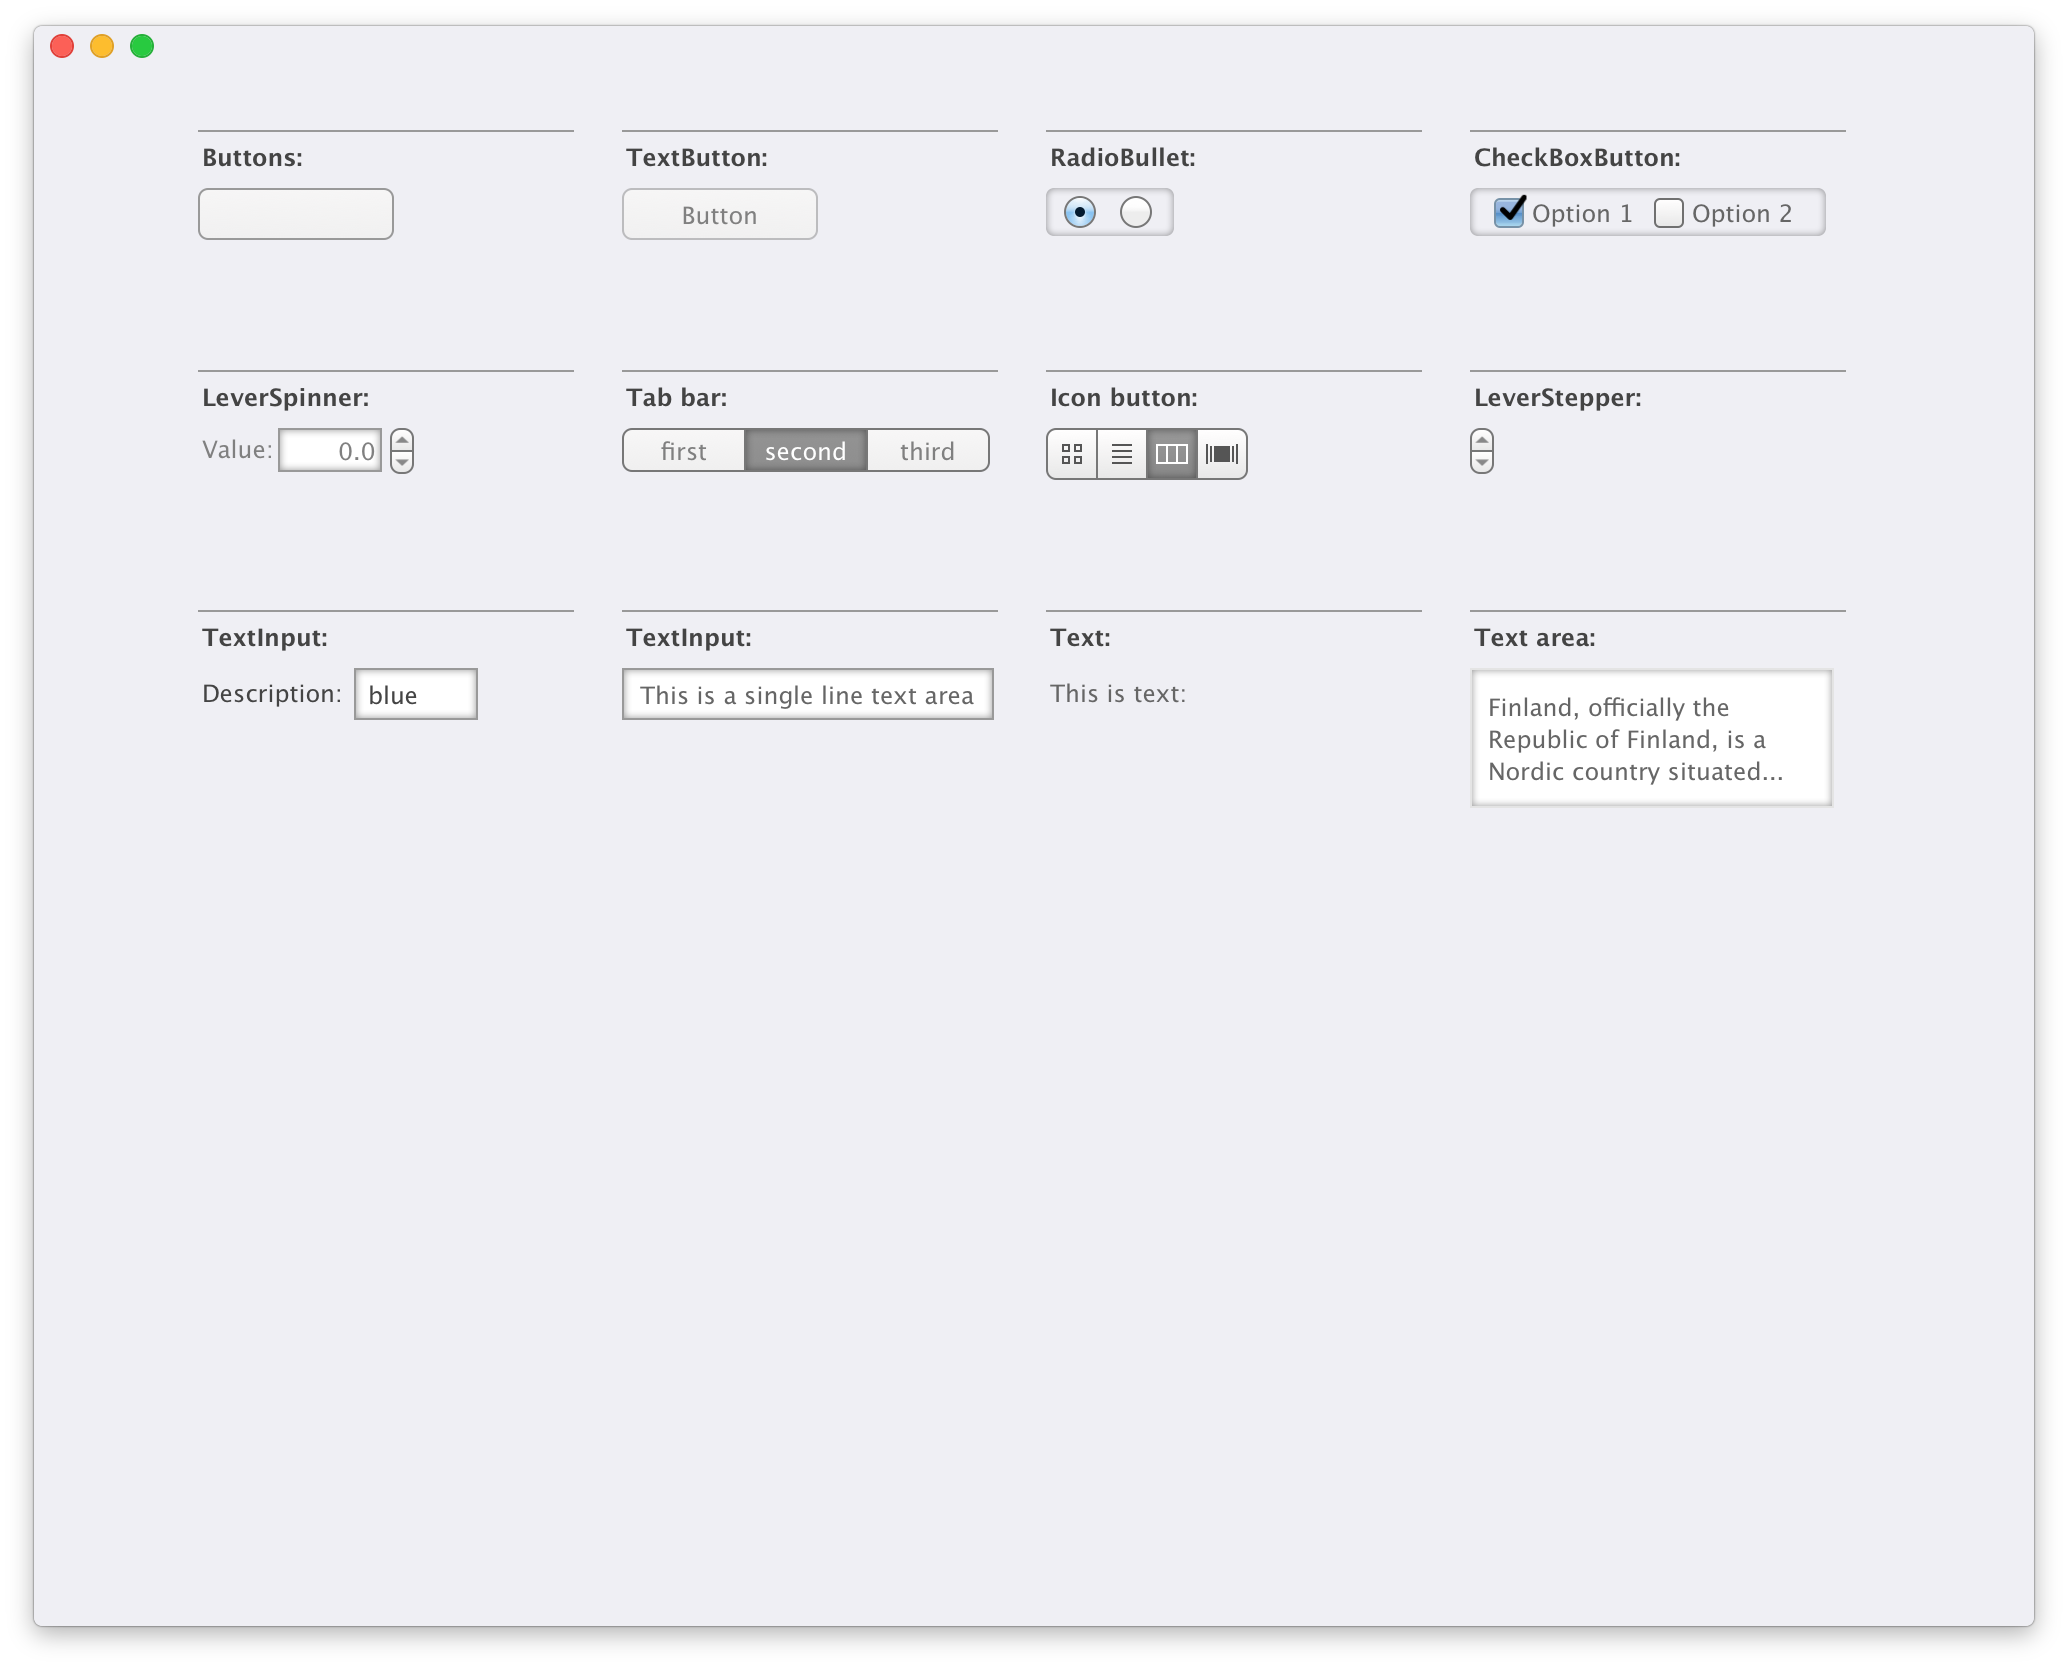 Buttons:
TextButton:
Button
RadioBullet:
CheckBoxButton:
Option 1
Option 2
LeverSpinner:
Value: 0.0
Tab bar:
first second third
Icon button:
LeverStepper:
TextInput:
Description: blue
TextInput:
This is a single line text area
Text:
This is text:
Text area:
Finland, officially the
Republic of Finland, is a
Nordic country situated...